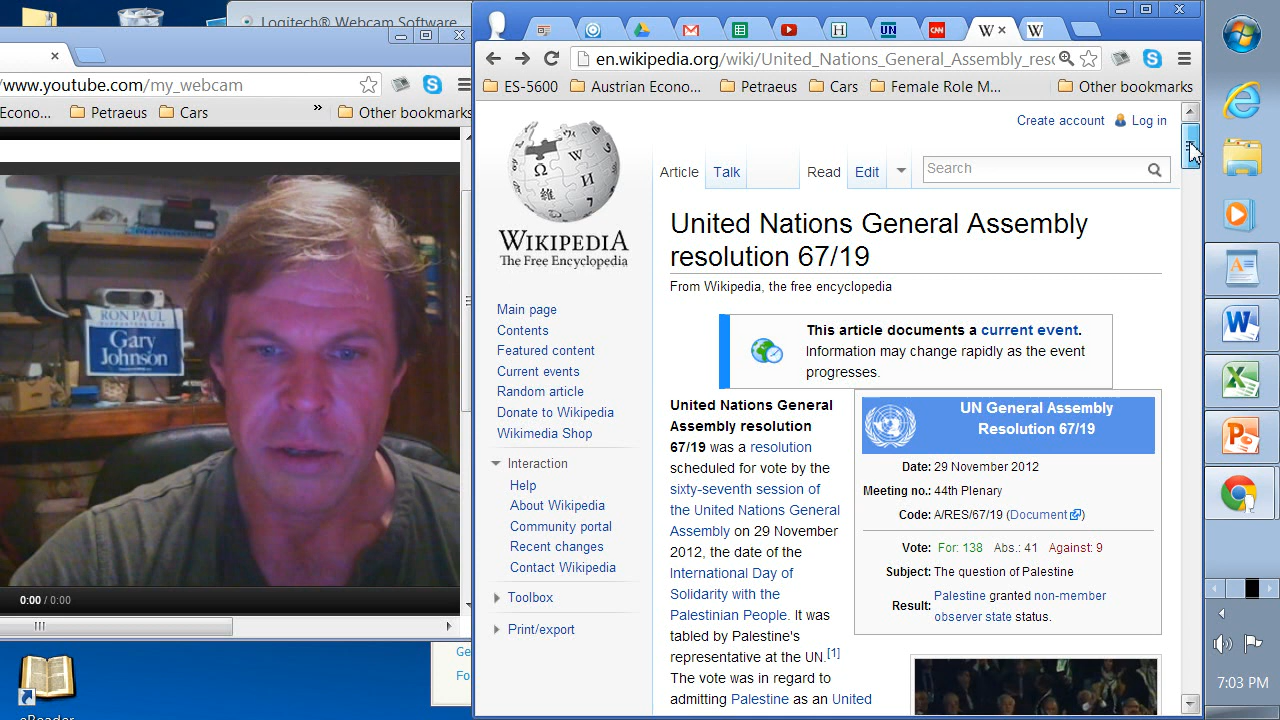 Logitech® Webcam Software
www.youtube.com/my_webcam
Econo...
Petraeus
Cars
»
Other bookmarks
RON PAUL
SUPPORTERS FOR
Gary
Johnson
0:00 / 0:00
Ge
Fo
eReader
UN
CNN
W
W
en.wikipedia.org/wiki/United_Nations_General_Assembly_res
ES-5600
Austrian Econo...
Petraeus
Cars
Female Role M...
Other bookmarks
Create account
Log in
WIKIPEDIA
The Free Encyclopedia
Article
Talk
Read
Edit
Search
Main page
Contents
Featured content
Current events
Random article
Donate to Wikipedia
Wikimedia Shop
Interaction
Help
About Wikipedia
Community portal
Recent changes
Contact Wikipedia
Toolbox
Print/export
United Nations General Assembly
resolution 67/19
From Wikipedia, the free encyclopedia
This article documents a current event.
Information may change rapidly as the event
progresses.
United Nations General
Assembly resolution
67/19 was a resolution
scheduled for vote by the
sixty-seventh session of
the United Nations General
Assembly on 29 November
2012, the date of the
International Day of
Solidarity with the
Palestinian People. It was
tabled by Palestine's
representative at the UN.[1]
The vote was in regard to
admitting Palestine as an United
UN General Assembly
Resolution 67/19
Date: 29 November 2012
Meeting no.: 44th Plenary
Code: A/RES/67/19 (Document)
Vote: For: 138 Abs.: 41 Against: 9
Subject: The question of Palestine
Result: Palestine granted non-member
observer state status.
7:03 PM